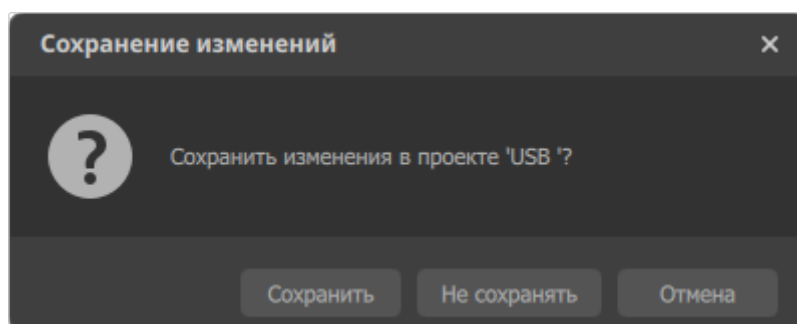 Сохранение изменений
Сохранить изменения в проекте 'USB '?
Сохранить Не сохранять Отмена